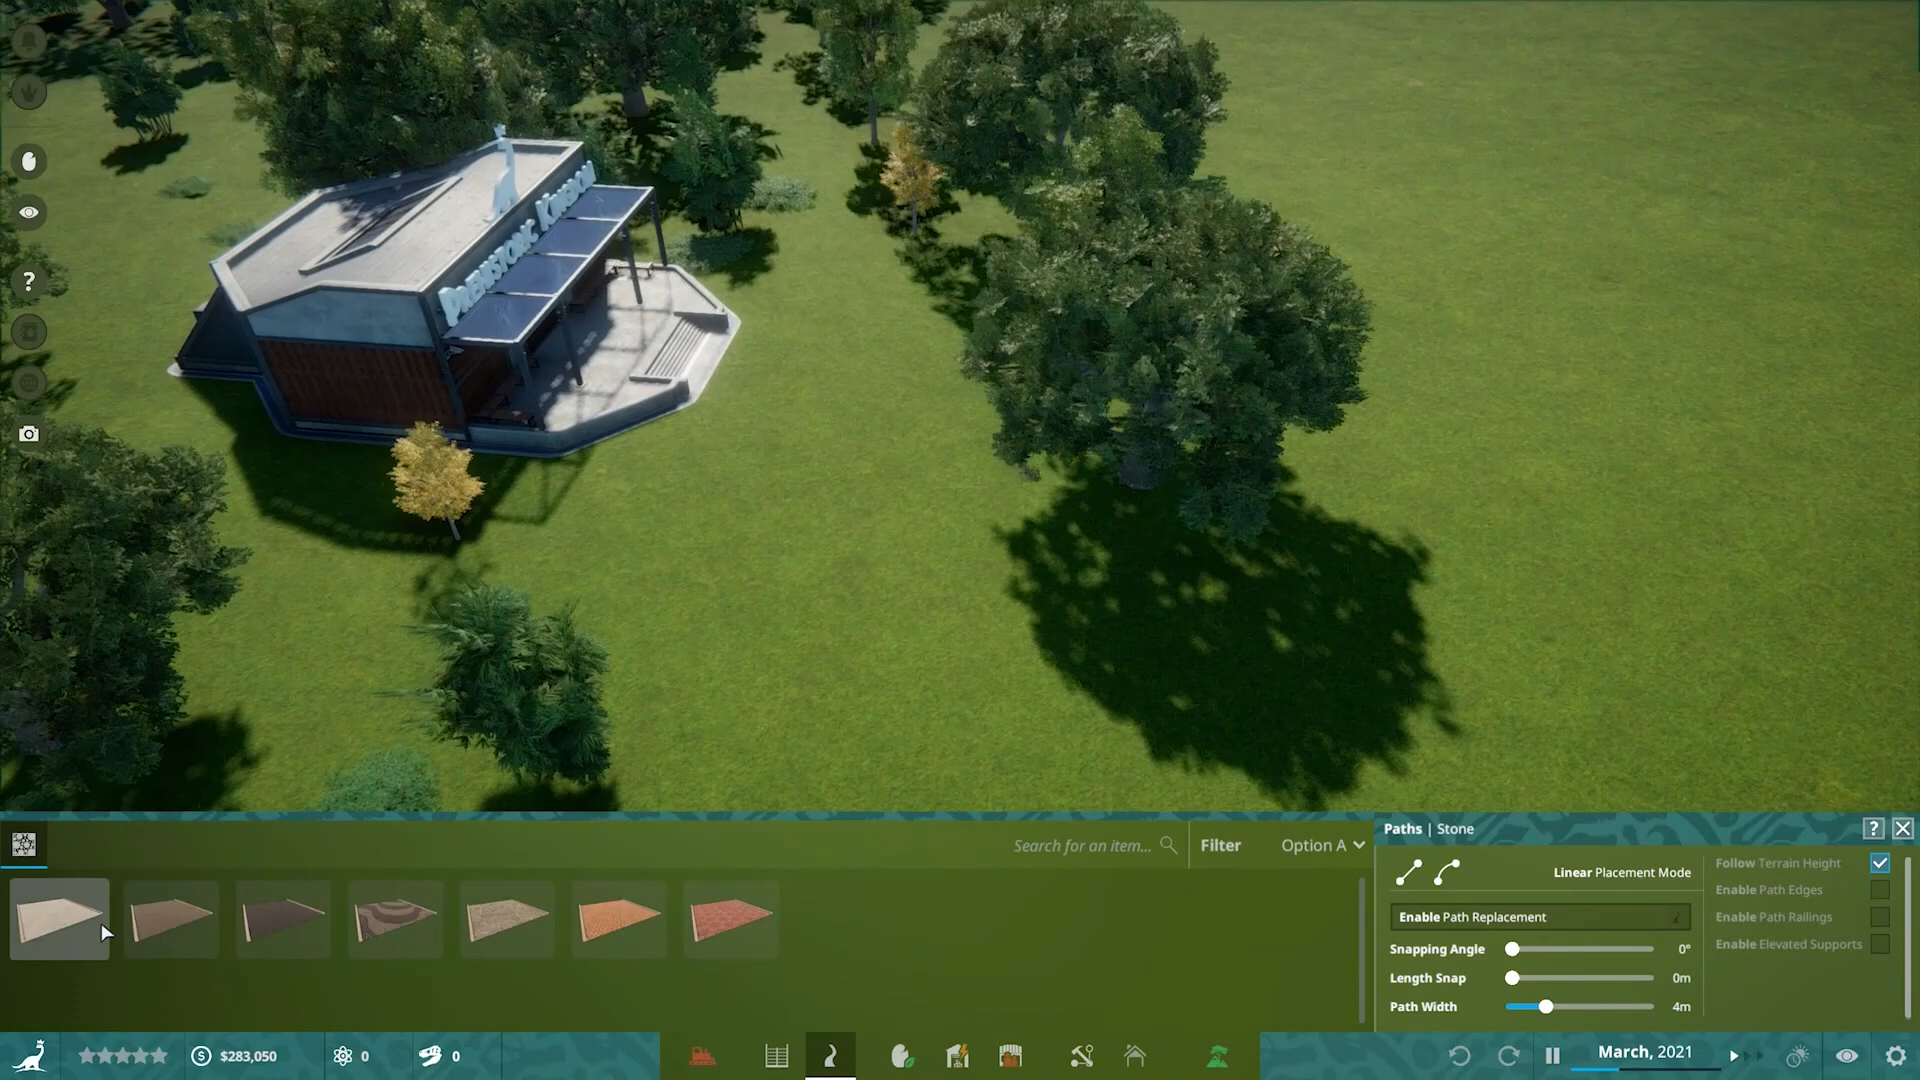 PREHISTORIC KINGDOM
?
Search for an item...
Filter
Option A
Paths | Stone
?
Linear Placement Mode
Follow Terrain Height
Enable Path Edges
Enable Path Replacement
Enable Path Railings
Enable Elevated Supports
Snapping Angle 0°
Length Snap 0m
Path Width 4m
$283,050
0
0
March, 2021